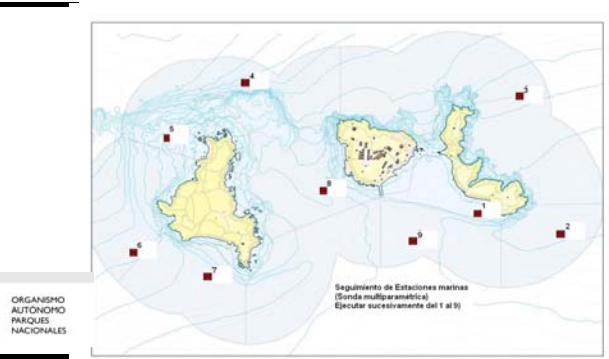 4
3
5
8
1
2
9
6
7
Seguimiento de Estaciones marinas
(Sonda multiparamétrica)
Ejecutar sucesivamente del 1 al 9)
ORGANISMO
AUTÓNOMO
PARQUES
NACIONALES